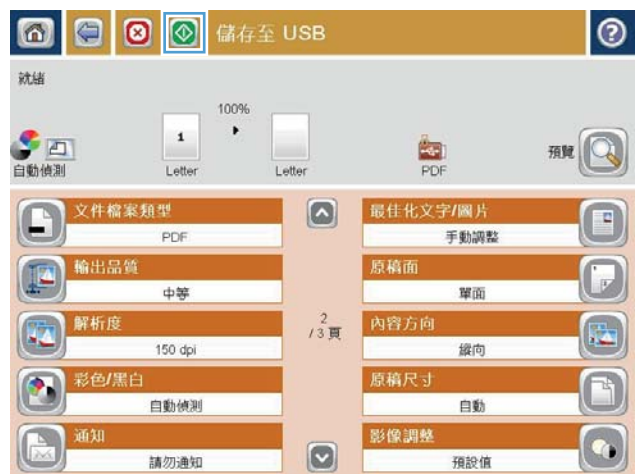 儲存至 USB
就緒
100%
1
自動偵測
Letter
Letter
PDF
預覽
文件檔案類型
PDF
最佳化文字/圖片
手動調整
輸出品質
中等
原稿面
單面
解析度
150 dpi
2
/ 3 頁
內容方向
縱向
彩色/黑白
自動偵測
原稿尺寸
自動
通知
請勿通知
影像調整
預設值